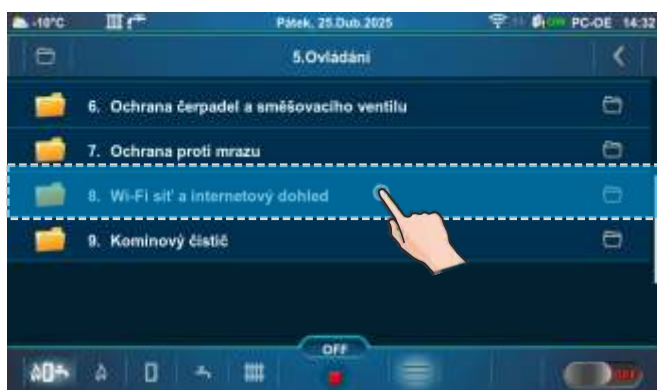 -10°C Pátek, 25.Dub.2025 PC-OE 14:32
5.Ovládání
6. Ochrana čerpadel a směšovacího ventilu
7. Ochrana proti mrazu
8. Wi-Fi síť a internetový dohled
9. Kominový čistič
OFF
OFF